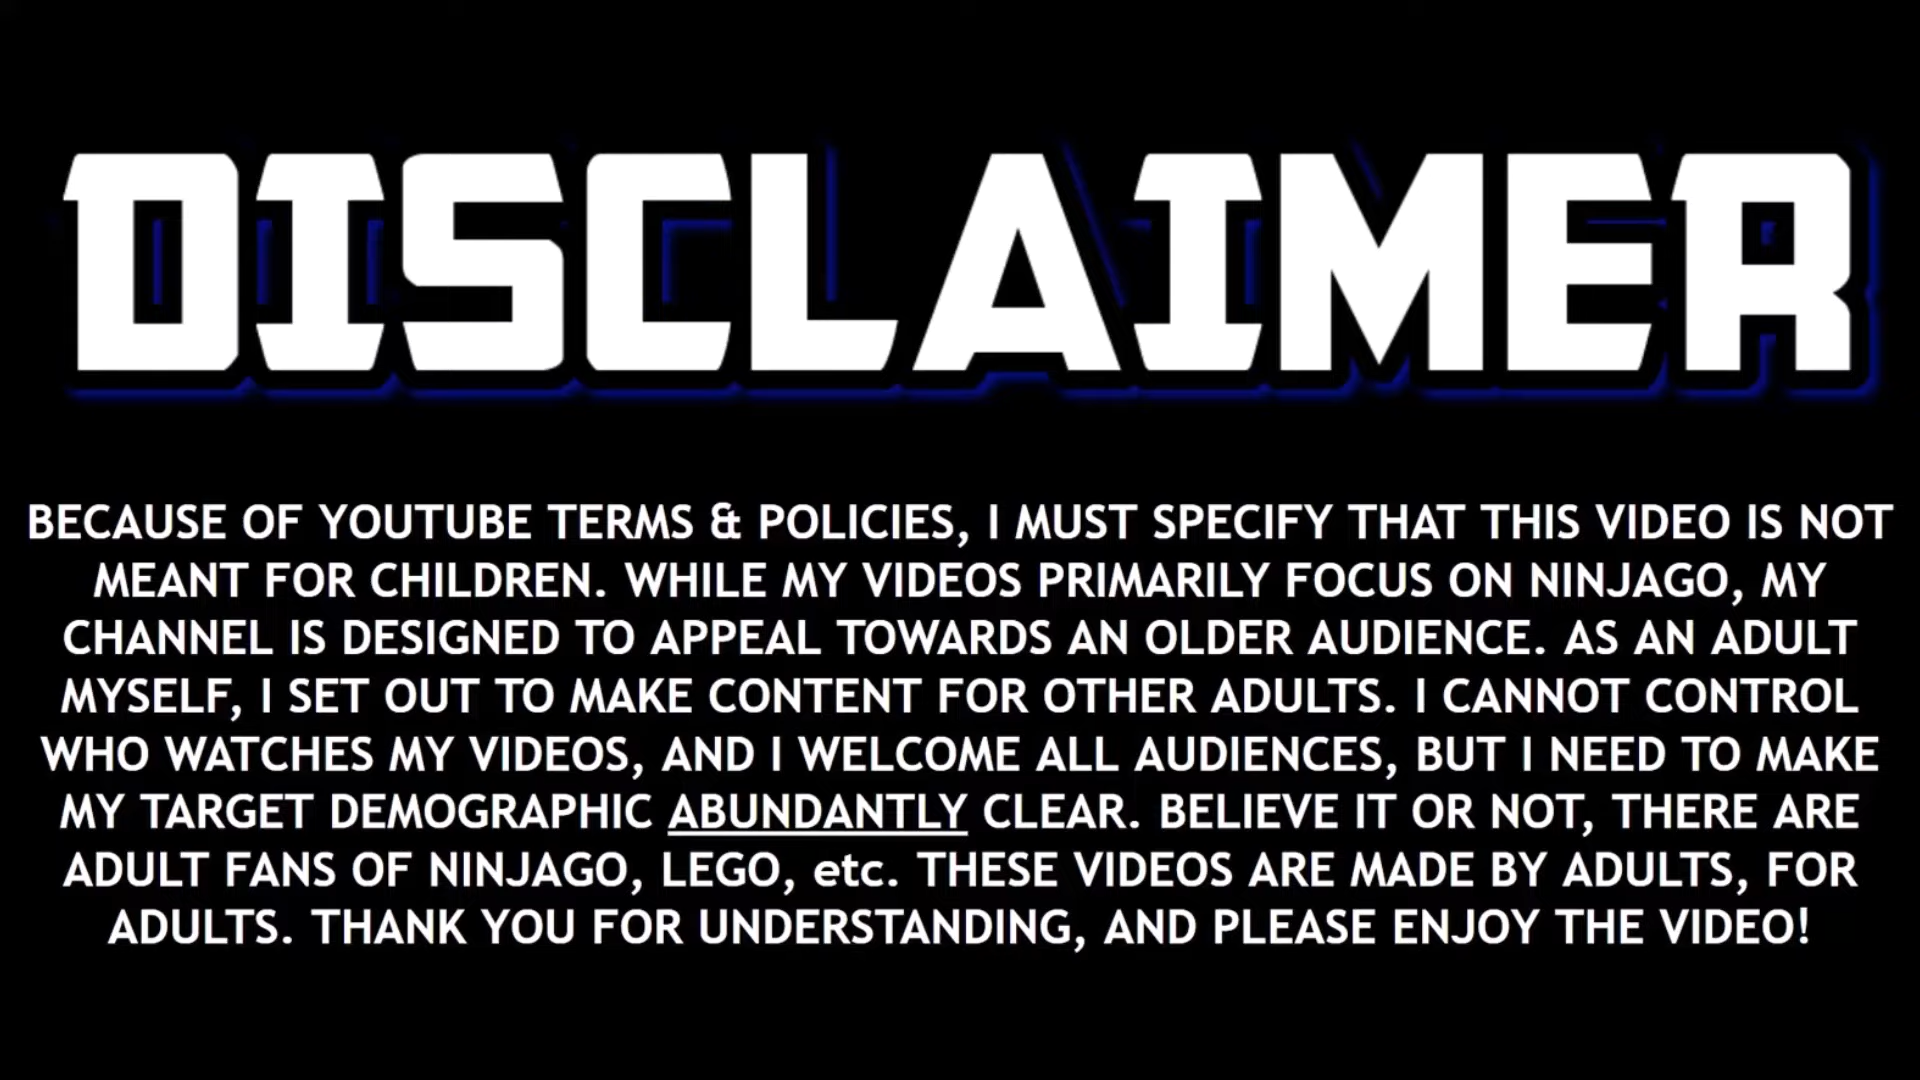 DISCLAIMER
BECAUSE OF YOUTUBE TERMS & POLICIES, I MUST SPECIFY THAT THIS VIDEO IS NOT
MEANT FOR CHILDREN. WHILE MY VIDEOS PRIMARILY FOCUS ON NINJAGO, MY
CHANNEL IS DESIGNED TO APPEAL TOWARDS AN OLDER AUDIENCE. AS AN ADULT
MYSELF, I SET OUT TO MAKE CONTENT FOR OTHER ADULTS. I CANNOT CONTROL
WHO WATCHES MY VIDEOS, AND I WELCOME ALL AUDIENCES, BUT I NEED TO MAKE
MY TARGET DEMOGRAPHIC ABUNDANTLY CLEAR. BELIEVE IT OR NOT, THERE ARE
ADULT FANS OF NINJAGO, LEGO, etc. THESE VIDEOS ARE MADE BY ADULTS, FOR
ADULTS. THANK YOU FOR UNDERSTANDING, AND PLEASE ENJOY THE VIDEO!